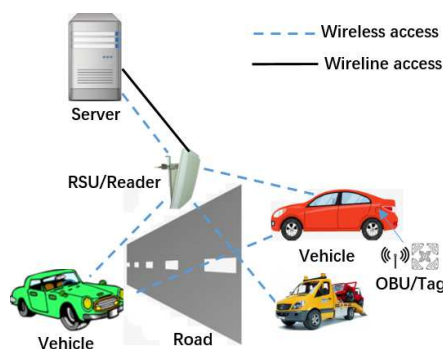 Wireless access
Wireline access
Server
RSU/Reader
Vehicle
OBU/Tag
Vehicle
Road